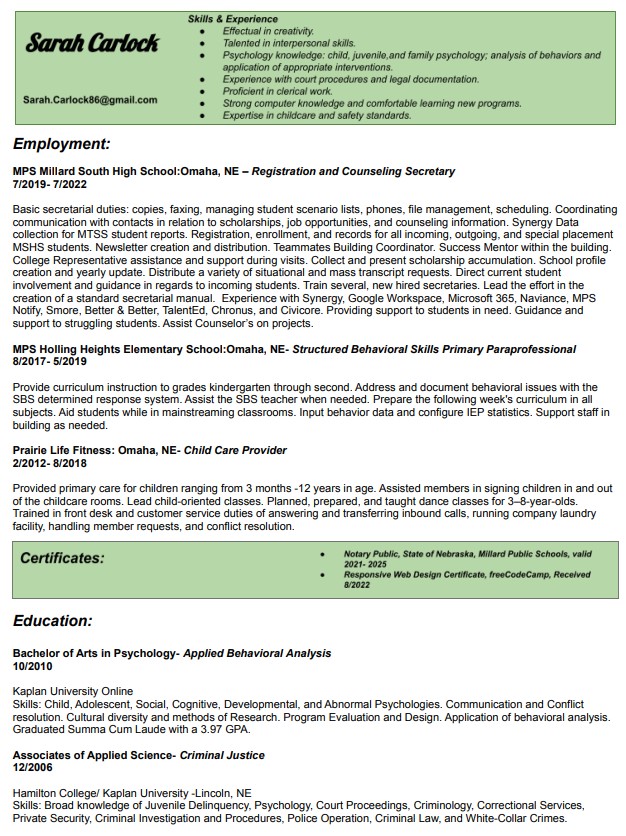 Sarah Carlock
Sarah.Carlock86@gmail.com
Skills & Experience
● Effectual in creativity.
● Talented in interpersonal skills.
● Psychology knowledge: child, juvenile,and family psychology; analysis of behaviors and
application of appropriate interventions.
● Experience with court procedures and legal documentation.
● Proficient in clerical work.
● Strong computer knowledge and comfortable learning new programs.
● Expertise in childcare and safety standards.
Employment:
MPS Millard South High School:Omaha, NE – Registration and Counseling Secretary
7/2019- 7/2022
Basic secretarial duties: copies, faxing, managing student scenario lists, phones, file management, scheduling. Coordinating
communication with contacts in relation to scholarships, job opportunities, and counseling information. Synergy Data
collection for MTSS student reports. Registration, enrollment, and records for all incoming, outgoing, and special placement
MSHS students. Newsletter creation and distribution. Teammates Building Coordinator. Success Mentor within the building.
College Representative assistance and support during visits. Collect and present scholarship accumulation. School profile
creation and yearly update. Distribute a variety of situational and mass transcript requests. Direct current student
involvement and guidance in regards to incoming students. Train several, new hired secretaries. Lead the effort in the
creation of a standard secretarial manual. Experience with Synergy, Google Workspace, Microsoft 365, Naviance, MPS
Notify, Smore, Better & Better, TalentEd, Chronus, and Civicore. Providing support to students in need. Guidance and
support to struggling students. Assist Counselor's on projects.
MPS Holling Heights Elementary School:Omaha, NE- Structured Behavioral Skills Primary Paraprofessional
8/2017- 5/2019
Provide curriculum instruction to grades kindergarten through second. Address and document behavioral issues with the
SBS determined response system. Assist the SBS teacher when needed. Prepare the following week's curriculum in all
subjects. Aid students while in mainstreaming classrooms. Input behavior data and configure IEP statistics. Support staff in
building as needed.
Prairie Life Fitness: Omaha, NE- Child Care Provider
2/2012- 8/2018
Provided primary care for children ranging from 3 months -12 years in age. Assisted members in signing children in and out
of the childcare rooms. Lead child-oriented classes. Planned, prepared, and taught dance classes for 3–8-year-olds.
Trained in front desk and customer service duties of answering and transferring inbound calls, running company laundry
facility, handling member requests, and conflict resolution.
Certificates:
● Notary Public, State of Nebraska, Millard Public Schools, valid
2021- 2025
● Responsive Web Design Certificate, freeCodeCamp, Received
8/2022
Education:
Bachelor of Arts in Psychology- Applied Behavioral Analysis
10/2010
Kaplan University Online
Skills: Child, Adolescent, Social, Cognitive, Developmental, and Abnormal Psychologies. Communication and Conflict
resolution. Cultural diversity and methods of Research. Program Evaluation and Design. Application of behavioral analysis.
Graduated Summa Cum Laude with a 3.97 GPA.
Associates of Applied Science- Criminal Justice
12/2006
Hamilton College/ Kaplan University -Lincoln, NE
Skills: Broad knowledge of Juvenile Delinquency, Psychology, Court Proceedings, Criminology, Correctional Services,
Private Security, Criminal Investigation and Procedures, Police Operation, Criminal Law, and White-Collar Crimes.